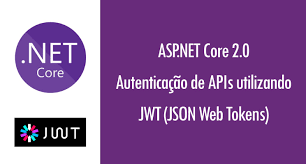 .NET
Core
JWT
ASP.NET Core 2.0
Autenticação de APIs utilizando
JWT (JSON Web Tokens)